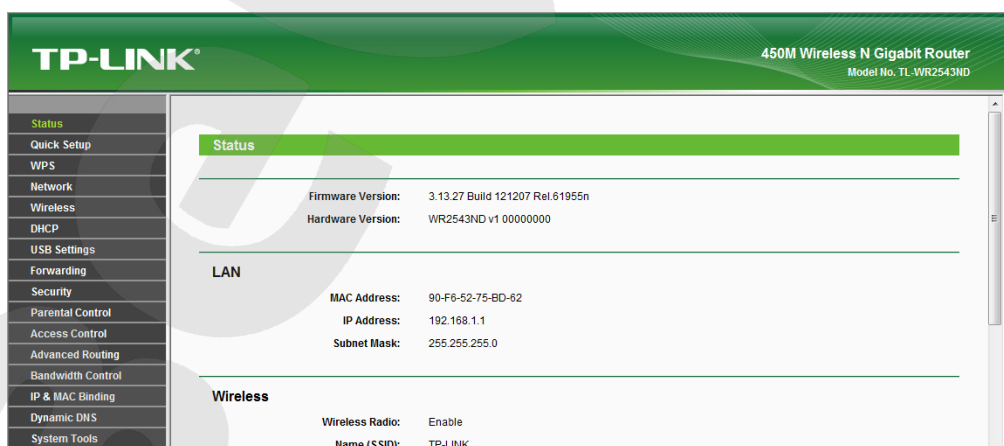 TP-LINK®
450M Wireless N Gigabit Router
Model No. TL-WR2543ND
Status
Quick Setup
WPS
Network
Wireless
DHCP
USB Settings
Forwarding
Security
Parental Control
Access Control
Advanced Routing
Bandwidth Control
IP & MAC Binding
Dynamic DNS
System Tools
Status
Firmware Version: 3.13.27 Build 121207 Rel.61955n
Hardware Version: WR2543ND v1 00000000
LAN
MAC Address: 90-F6-52-75-BD-62
IP Address: 192.168.1.1
Subnet Mask: 255.255.255.0
Wireless
Wireless Radio: Enable
Name (SSID): TP-LINK